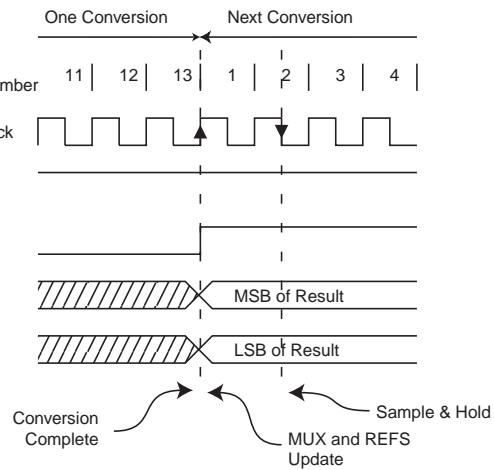 One Conversion Next Conversion
11 12 13 1 2 3 4
mber
ck
MSB of Result
LSB of Result
Sample & Hold
Conversion
Complete
MUX and REFS
Update